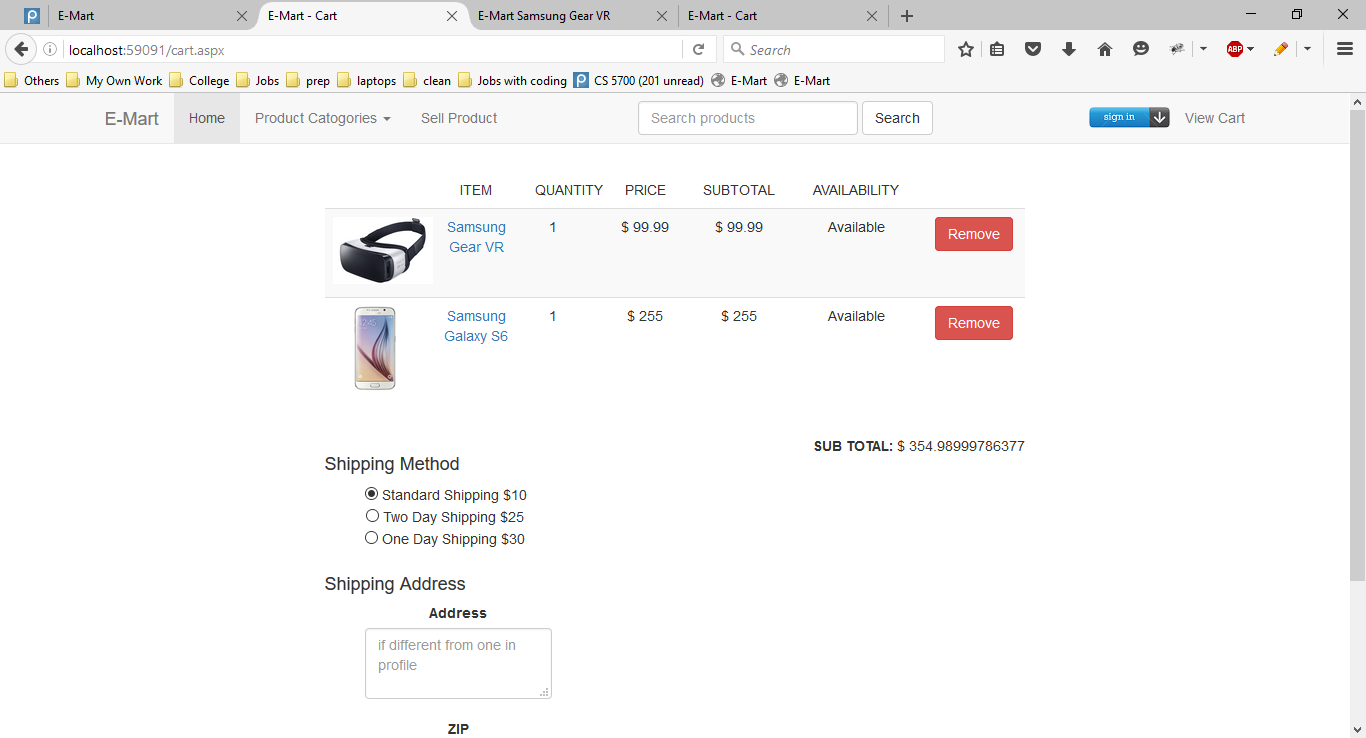 E-Mart
E-Mart - Cart
E-Mart Samsung Gear VR
E-Mart - Cart
localhost:59091/cart.aspx
Search
ABP
Others
My Own Work
College
Jobs
prep
laptops
clean
Jobs with coding
CS 5700 (201 unread)
E-Mart
E-Mart
E-Mart
Home
Product Catogories
Sell Product
Search products
Search
sign in
View Cart
ITEM QUANTITY PRICE SUBTOTAL AVAILABILITY
Samsung 1 $ 99.99 $ 99.99 Available Remove
Gear VR
Samsung 1 $ 255 $ 255 Available Remove
Galaxy S6
SUB TOTAL: $ 354.98999786377
Shipping Method
Standard Shipping $10
Two Day Shipping $25
One Day Shipping $30
Shipping Address
Address
if different from one in
profile
ZIP